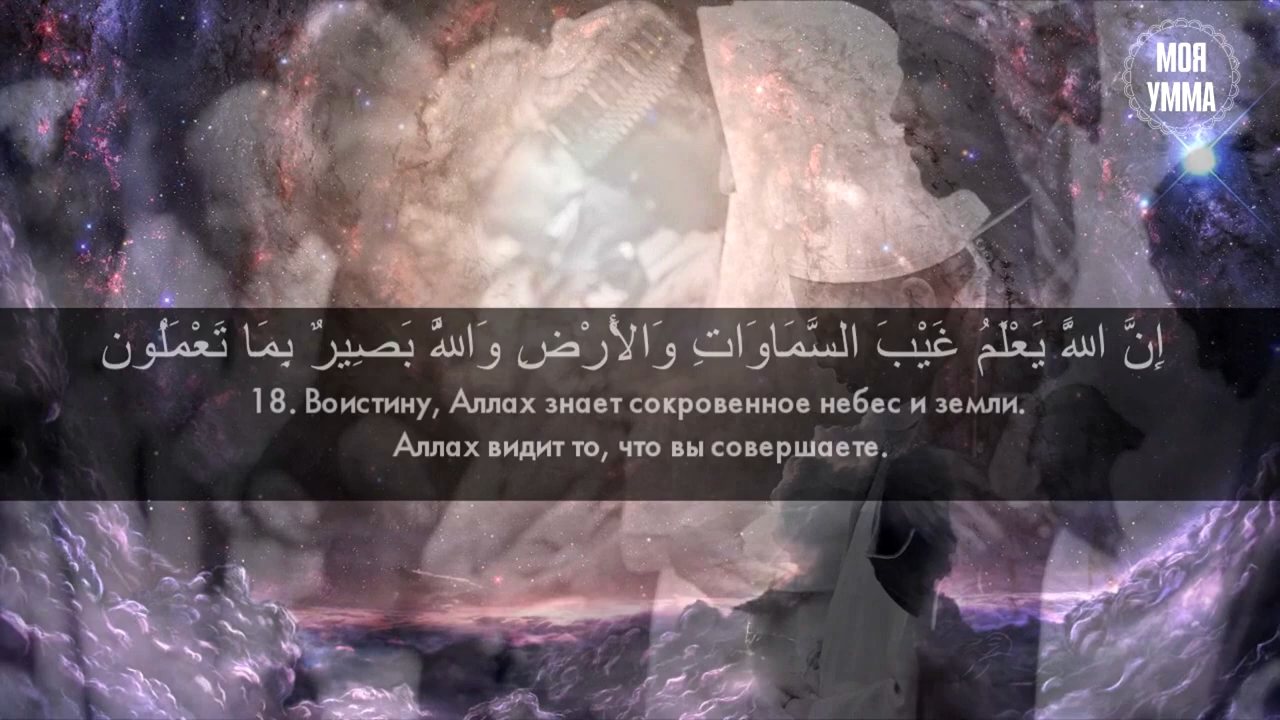 МОЯ
УММА
إِنَّ اللَّهَ يَعْلَمُ غَيْبَ السَّمَاوَاتِ وَالأَرْضِ وَاللَّهُ بَصِيرٌ بِمَا تَعْمَلُون
18. Воистину, Аллах знает сокровенное небес и земли.
Аллах видит то, что вы совершаете.